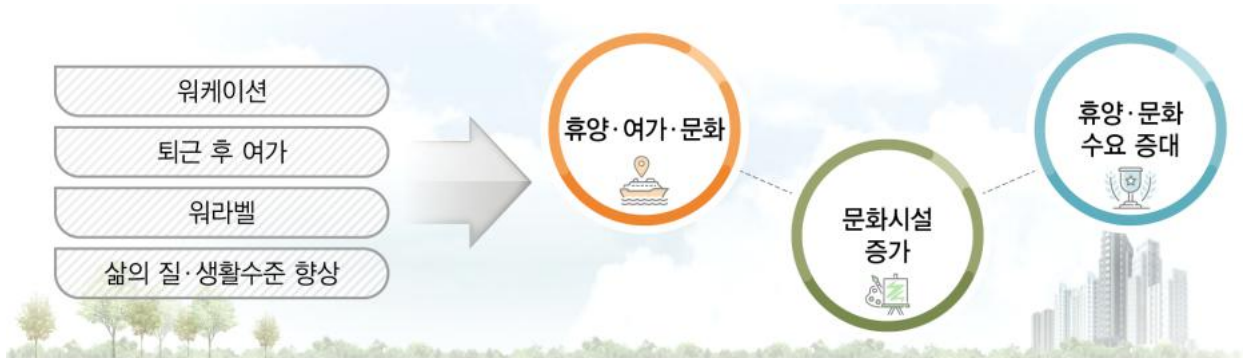 워케이션
퇴근 후 여가
워라벨
삶의 질·생활수준 향상
휴양·여가·문화
문화시설
증가
휴양·문화
수요 증대